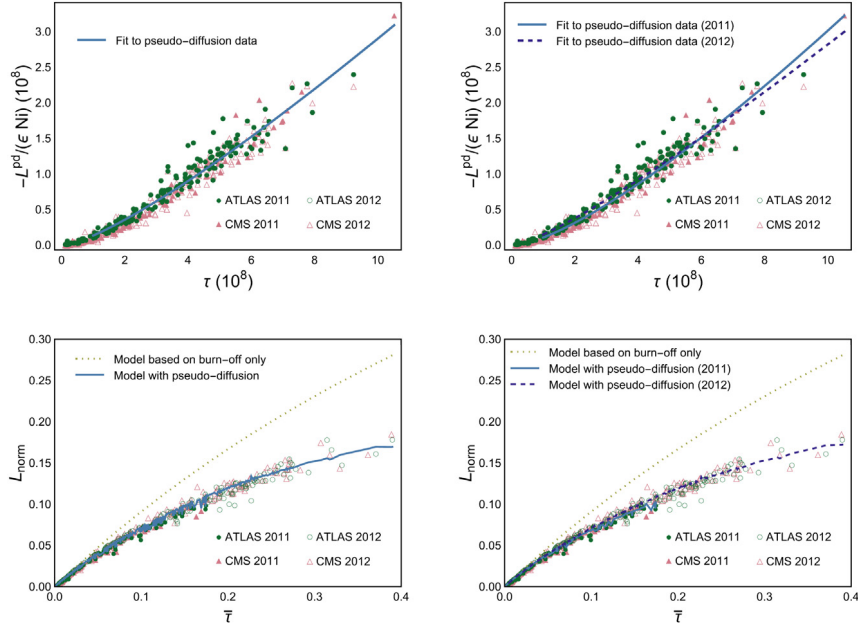 Fit to pseudo-diffusion data
3.0
2.5
2.0
1.5
1.0
0.5
0.0
−L^pd/(ϵ Ni) (10^8)
ATLAS 2011 ATLAS 2012
CMS 2011 CMS 2012
0 2 4 6 8 10
τ (10^8)
Fit to pseudo-diffusion data (2011)
Fit to pseudo-diffusion data (2012)
3.0
2.5
2.0
1.5
1.0
0.5
0.0
−L^pd/(ϵ Ni) (10^8)
ATLAS 2011 ATLAS 2012
CMS 2011 CMS 2012
0 2 4 6 8 10
τ (10^8)
0.30
0.25
0.20
0.15
0.10
0.05
0.00
L_norm
Model based on burn-off only
Model with pseudo-diffusion
ATLAS 2011 ATLAS 2012
CMS 2011 CMS 2012
0.0 0.1 0.2 0.3 0.4
τ̅
0.30
0.25
0.20
0.15
0.10
0.05
0.00
L_norm
Model based on burn-off only
Model with pseudo-diffusion (2011)
Model with pseudo-diffusion (2012)
ATLAS 2011 ATLAS 2012
CMS 2011 CMS 2012
0.0 0.1 0.2 0.3 0.4
τ̅